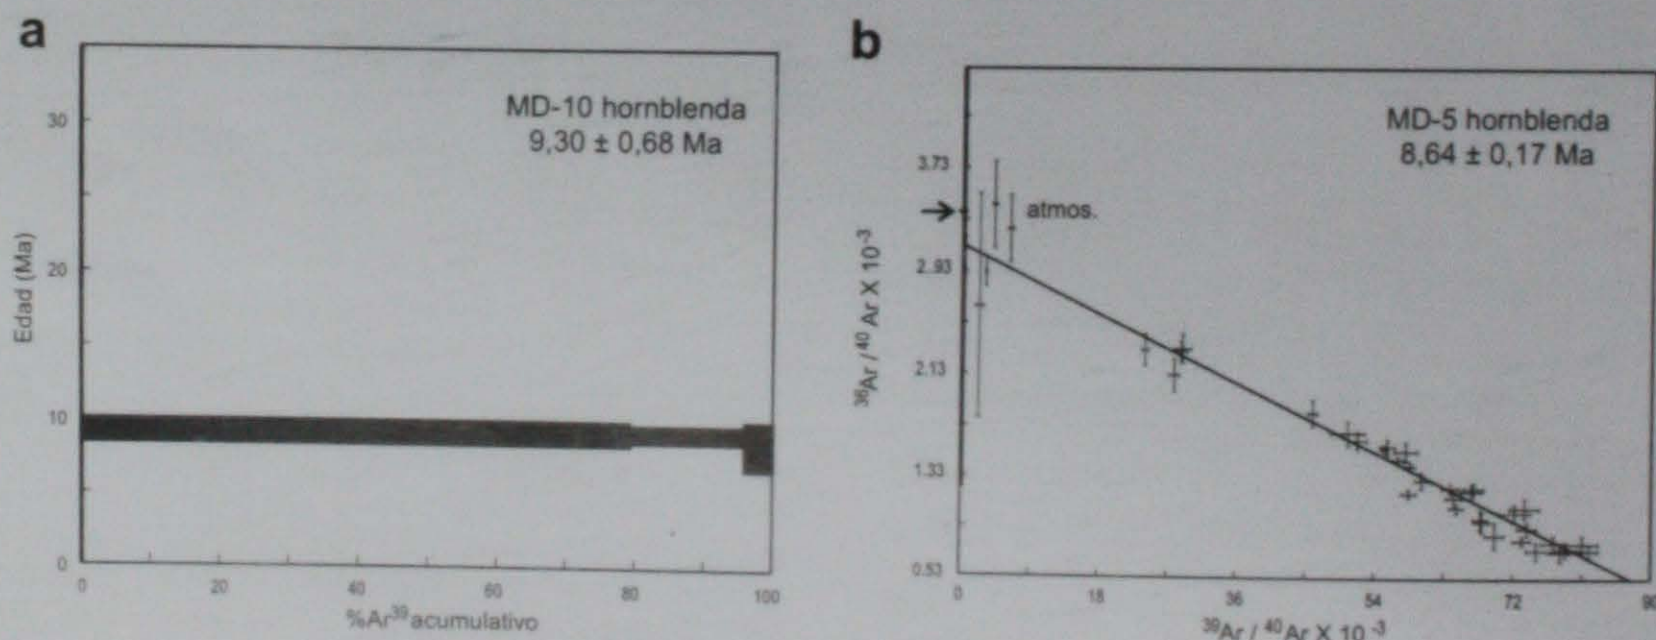 a
MD-10 hornblenda
9,30 ± 0,68 Ma
30
20
10
0
Edad (Ma)
0 20 40 60 80 100
%Ar³⁹ acumulativo
b
MD-5 hornblenda
8,64 ± 0,17 Ma
3.73
atmos.
2.93
2.13
1.33
0.53
³⁶Ar / ⁴⁰Ar X 10⁻³
0 18 36 54 72 90
³⁹Ar / ⁴⁰Ar X 10⁻³